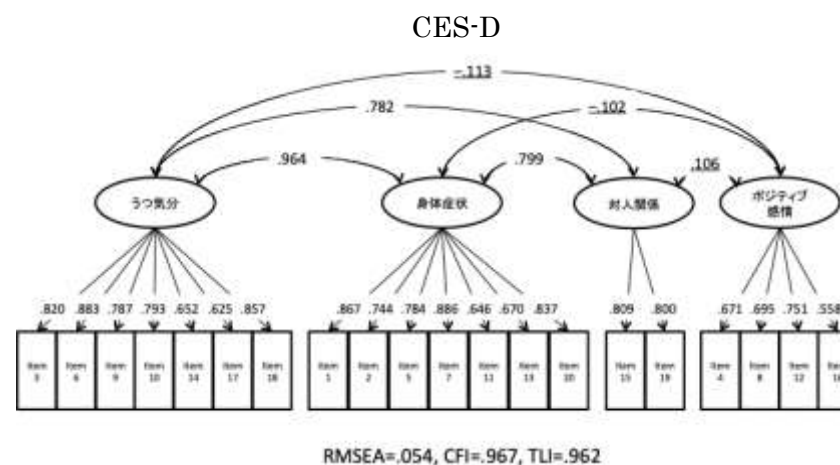 CES-D
-.113
.782
-.102
.964
.799
.106
うつ気分
身体症状
対人関係
ポジティブ
感情
.820 .883 .787 .793 .652 .625 .857
.867 .744 .784 .886 .646 .670 .837
.809 .800
.671 .695 .751 .558
Item 3
Item 6
Item 9
Item 10
Item 14
Item 17
Item 18
Item 1
Item 2
Item 5
Item 7
Item 11
Item 13
Item 20
Item 15
Item 19
Item 4
Item 8
Item 12
RMSEA=.054, CFI=.967, TLI=.962